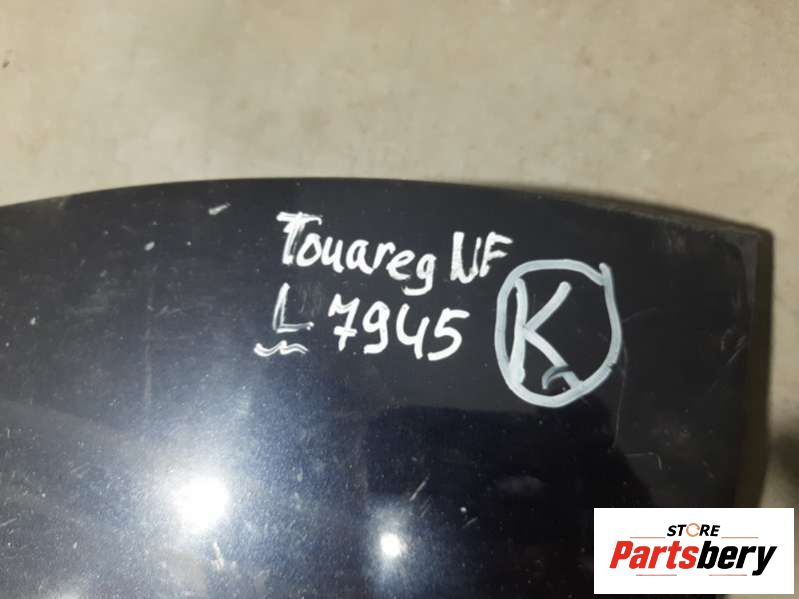 Touareg NF
L 7945 K
STORE
Partsbery